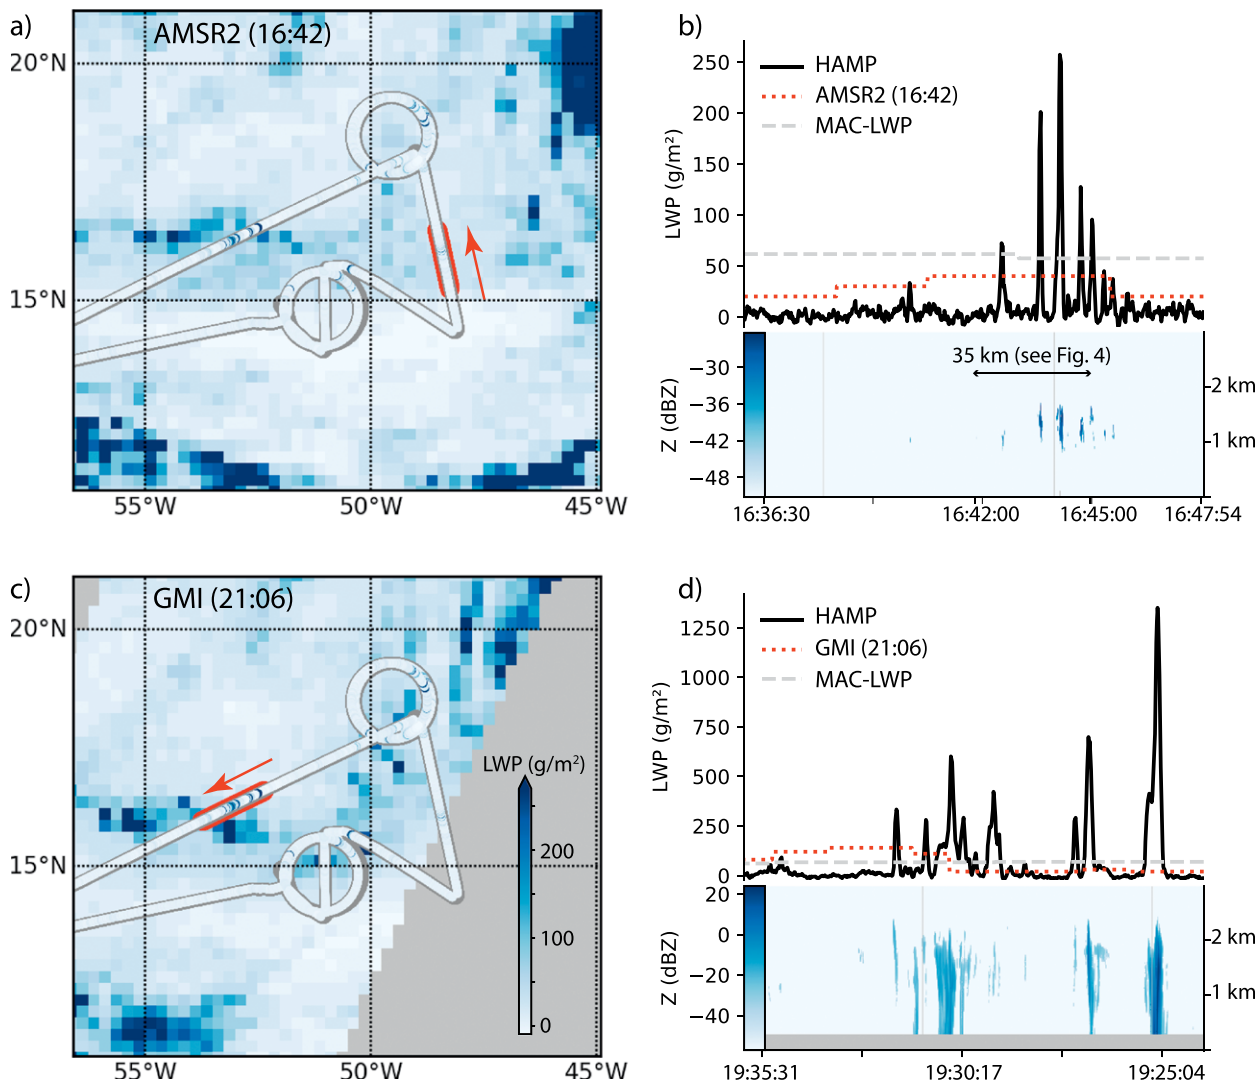 a)
AMSR2 (16:42)
20°N
15°N
55°W
50°W
45°W
b)
HAMP
AMSR2 (16:42)
MAC-LWP
LWP (g/m²)
250
200
150
100
50
0
35 km (see Fig. 4)
Z (dBZ)
−30
−36
−42
−48
2 km
1 km
16:36:30
16:42:00
16:45:00
16:47:54
c)
GMI (21:06)
20°N
15°N
LWP (g/m²)
200
100
0
55°W
50°W
45°W
d)
HAMP
GMI (21:06)
MAC-LWP
LWP (g/m²)
1250
1000
750
500
250
0
Z (dBZ)
20
0
−20
−40
2 km
1 km
19:35:31
19:30:17
19:25:04